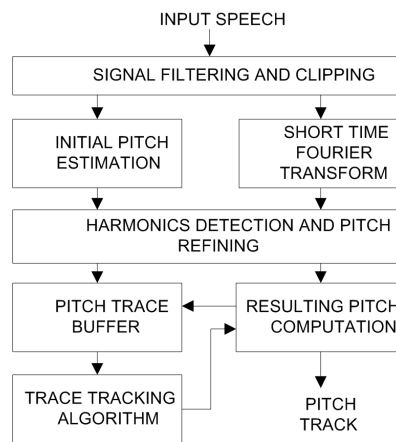 INPUT SPEECH
SIGNAL FILTERING AND CLIPPING
INITIAL PITCH
ESTIMATION
SHORT TIME
FOURIER
TRANSFORM
HARMONICS DETECTION AND PITCH
REFINING
PITCH TRACE
BUFFER
RESULTING PITCH
COMPUTATION
TRACE TRACKING
ALGORITHM
PITCH
TRACK